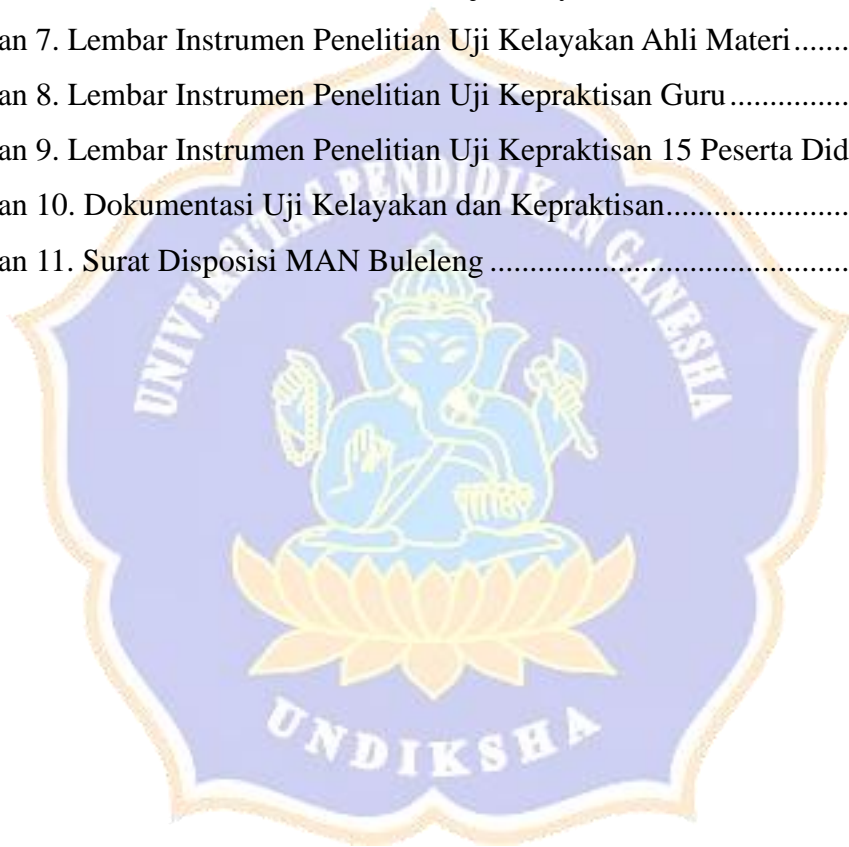 an 7. Lembar Instrumen Penelitian Uji Kelayakan Ahli Materi.......
an 8. Lembar Instrumen Penelitian Uji Kepraktisan Guru...............
an 9. Lembar Instrumen Penelitian Uji Kepraktisan 15 Peserta Did
an 10. Dokumentasi Uji Kelayakan dan Kepraktisan.......................
an 11. Surat Disposisi MAN Buleleng.............................................
UNIVERSITAS PENDIDIKAN GANESHA
UNDIKSHA